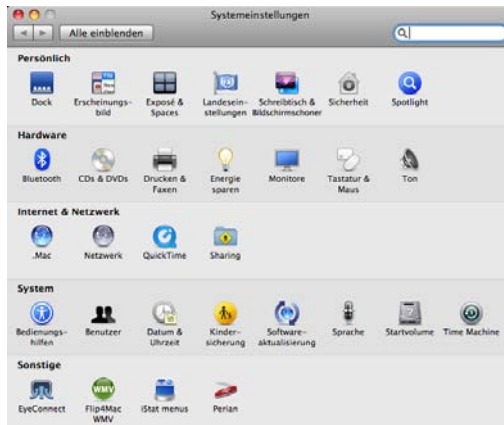 Systemeinstellungen
Alle einblenden
Persönlich
Dock Erscheinungs-bild Exposé & Spaces Landesein-stellungen Schreibtisch & Bildschirmschoner Sicherheit Spotlight
Hardware
Bluetooth CDs & DVDs Drucken & Faxen Energie sparen Monitore Tastatur & Maus Ton
Internet & Netzwerk
.Mac Netzwerk QuickTime Sharing
System
Bedienungs-hilfen Benutzer Datum & Uhrzeit Kinder-sicherung Software-aktualisierung Sprache Startvolume Time Machine
Sonstige
EyeConnect Flip4Mac WMV iStat menus Perian